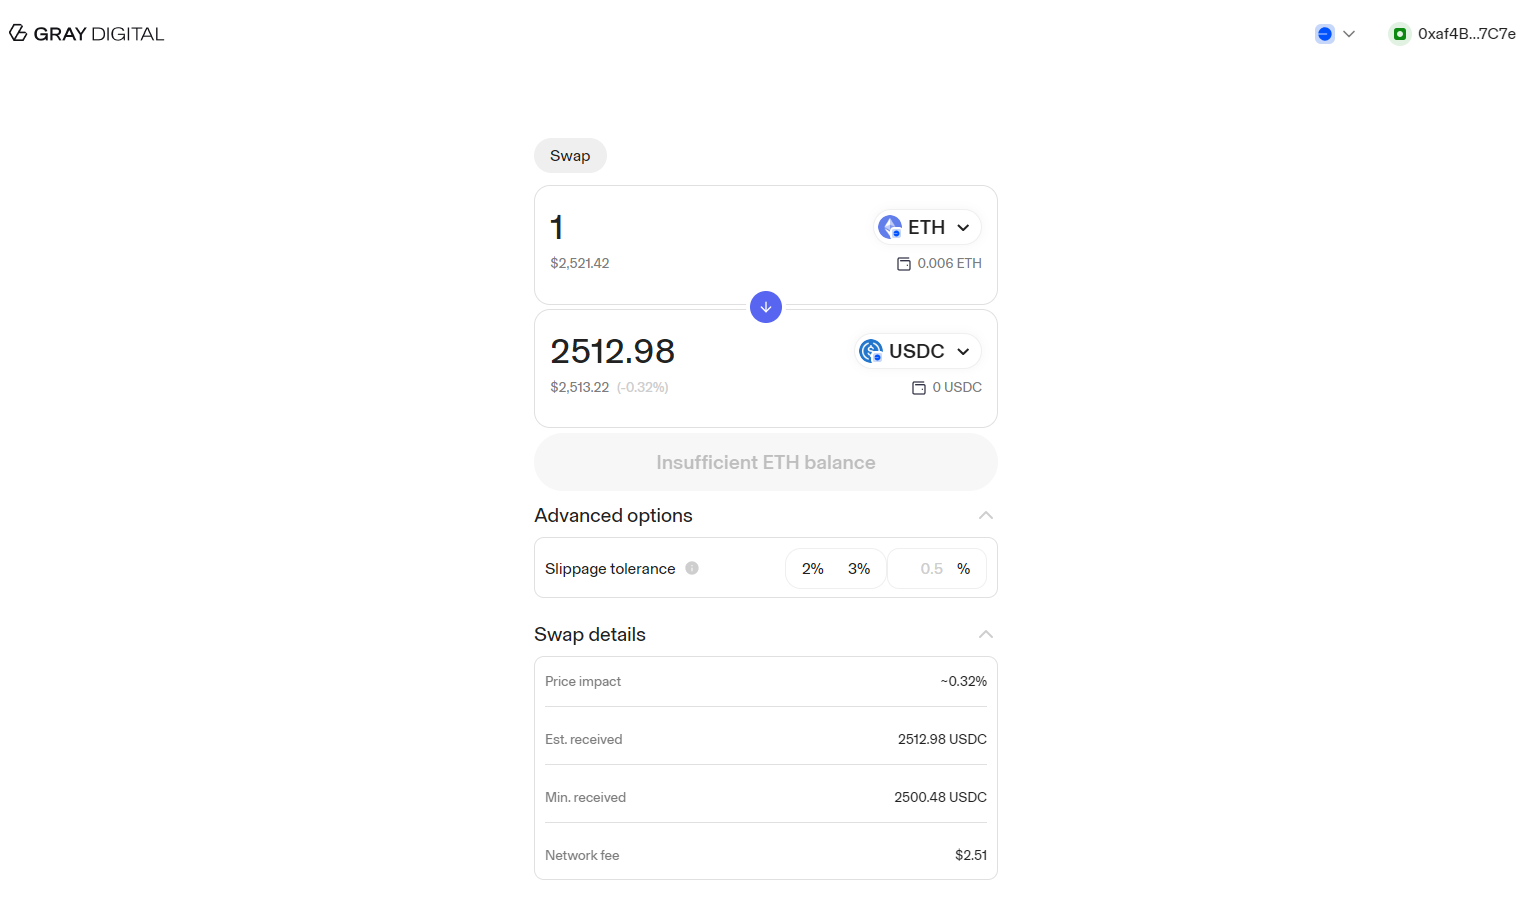 GRAY DIGITAL
0xaf4B...7C7e
Swap
1
ETH
$2,521.42
0.006 ETH
2512.98
USDC
$2,513.22 (-0.32%)
0 USDC
Insufficient ETH balance
Advanced options
Slippage tolerance
2% 3% 0.5 %
Swap details
Price impact ~0.32%
Est. received 2512.98 USDC
Min. received 2500.48 USDC
Network fee $2.51